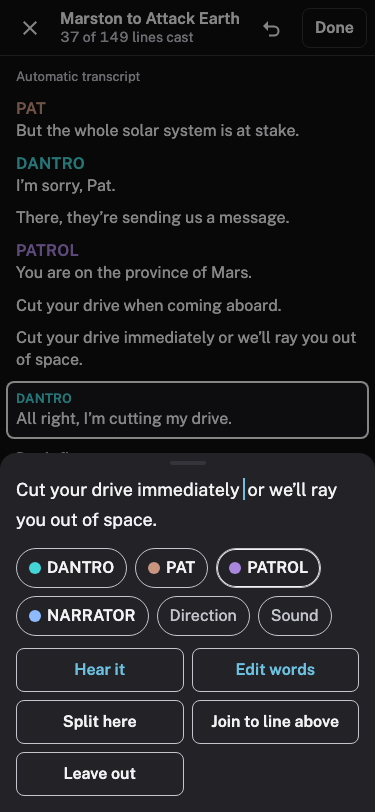 Marston to Attack Earth
37 of 149 lines cast
Done
Automatic transcript
PAT
But the whole solar system is at stake.
DANTRO
I'm sorry, Pat.
There, they're sending us a message.
PATROL
You are on the province of Mars.
Cut your drive when coming aboard.
Cut your drive immediately or we'll ray you out
of space.
DANTRO
All right, I'm cutting my drive.
Cut your drive immediately or we'll ray
you out of space.
DANTRO
PAT
PATROL
NARRATOR
Direction
Sound
Hear it
Edit words
Split here
Join to line above
Leave out